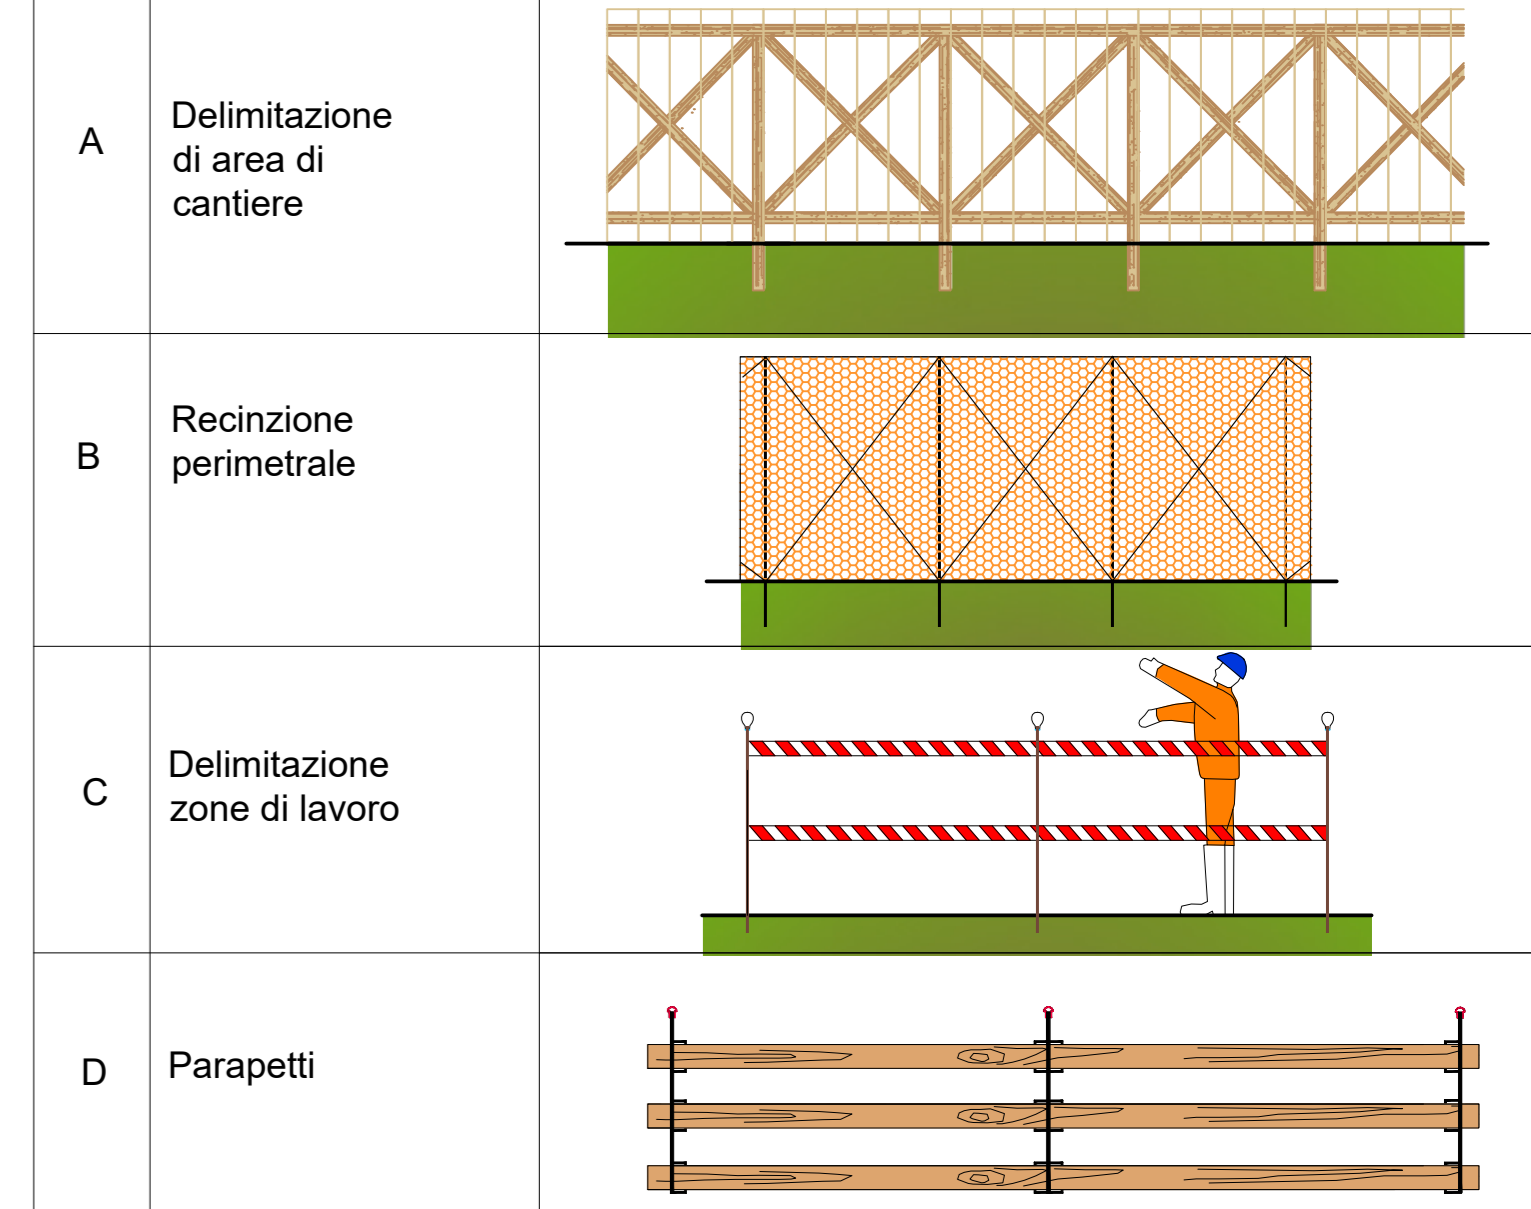 A
Delimitazione
di area di
cantiere
B
Recinzione
perimetrale
C
Delimitazione
zone di lavoro
D
Parapetti